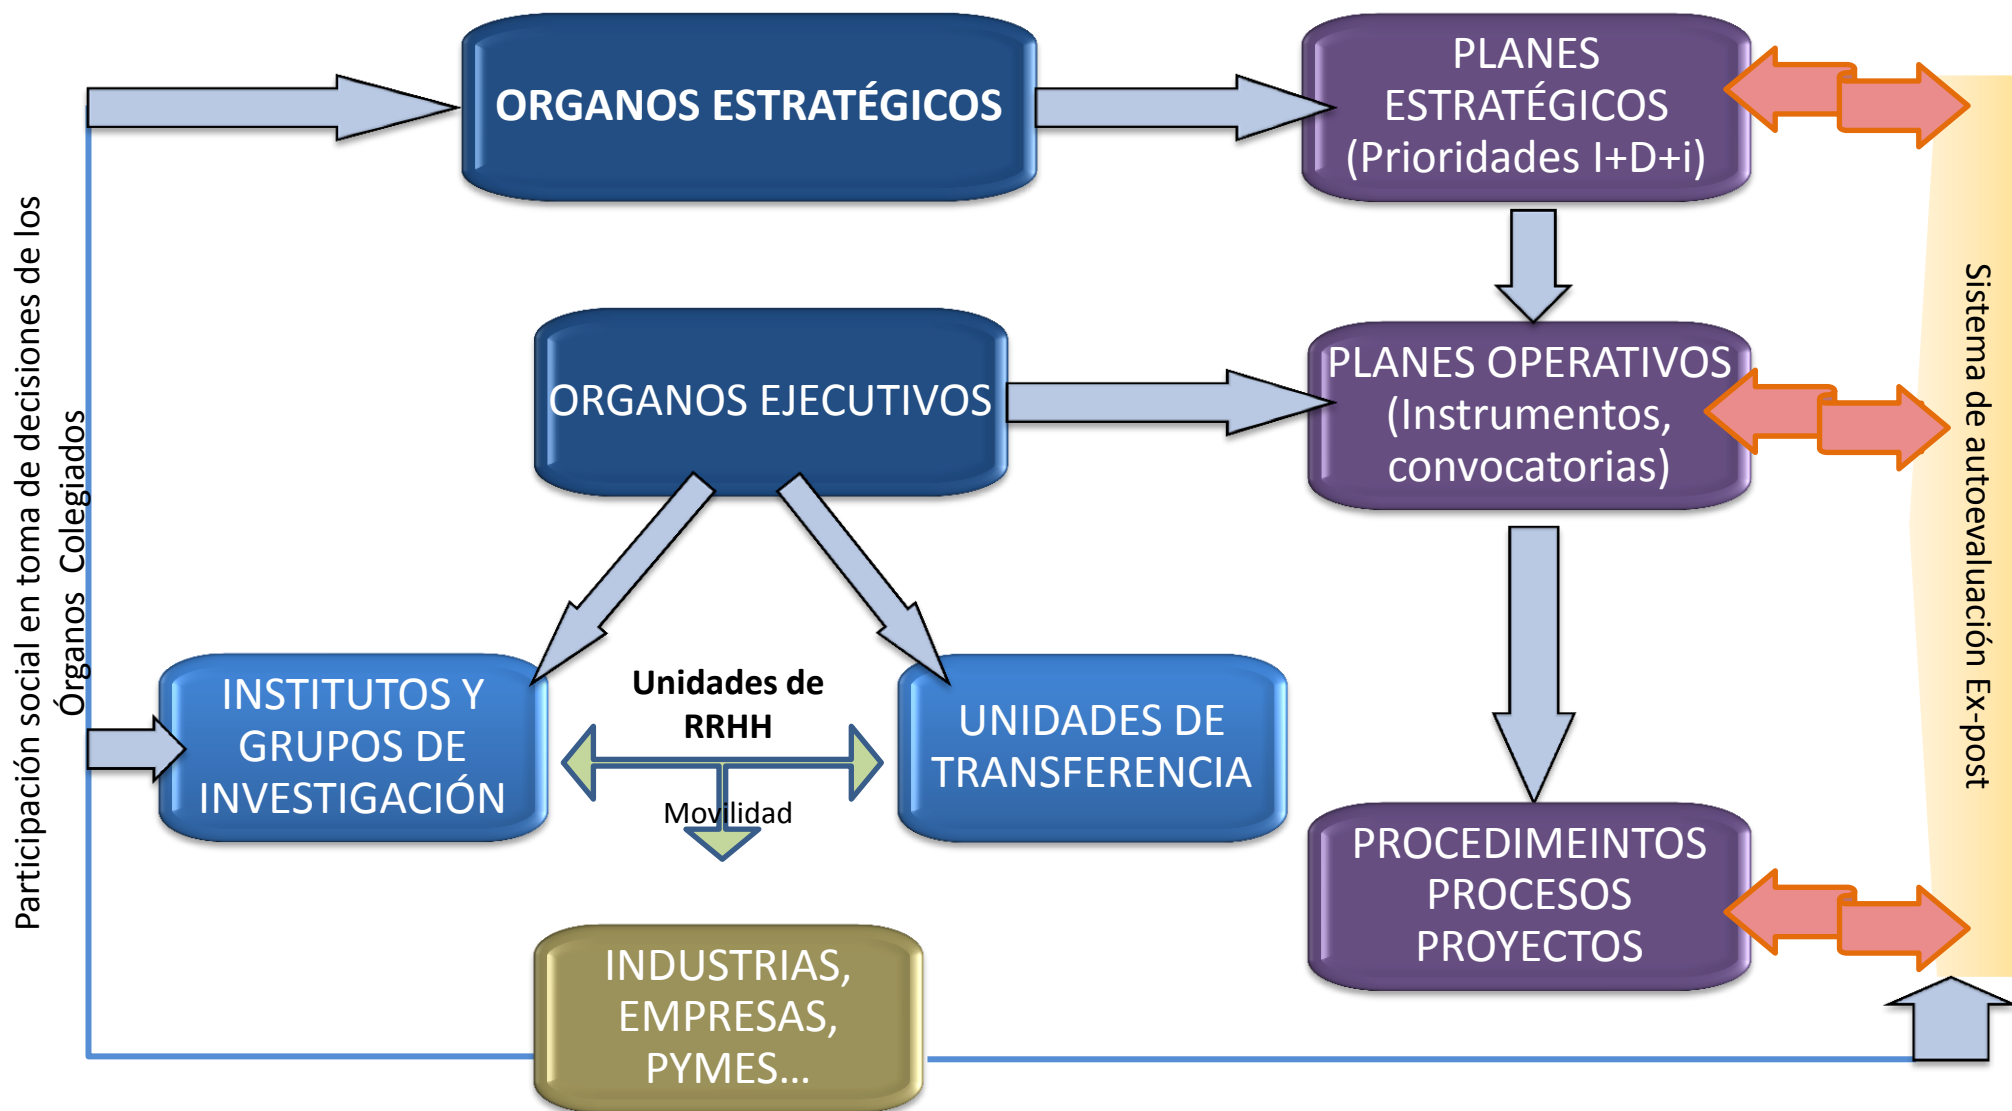 ORGANOS ESTRATÉGICOS
PLANES
ESTRATÉGICOS
(Prioridades I+D+i)
Participación social en toma de decisiones de los
Órganos Colegiados
ORGANOS EJECUTIVOS
PLANES OPERATIVOS
(Instrumentos,
convocatorias)
Sistema de autoevaluación Ex-post
INSTITUTOS Y
GRUPOS DE
INVESTIGACIÓN
Unidades de
RRHH
Movilidad
UNIDADES DE
TRANSFERENCIA
PROCEDIMEINTOS
PROCESOS
PROYECTOS
INDUSTRIAS,
EMPRESAS,
PYMES...